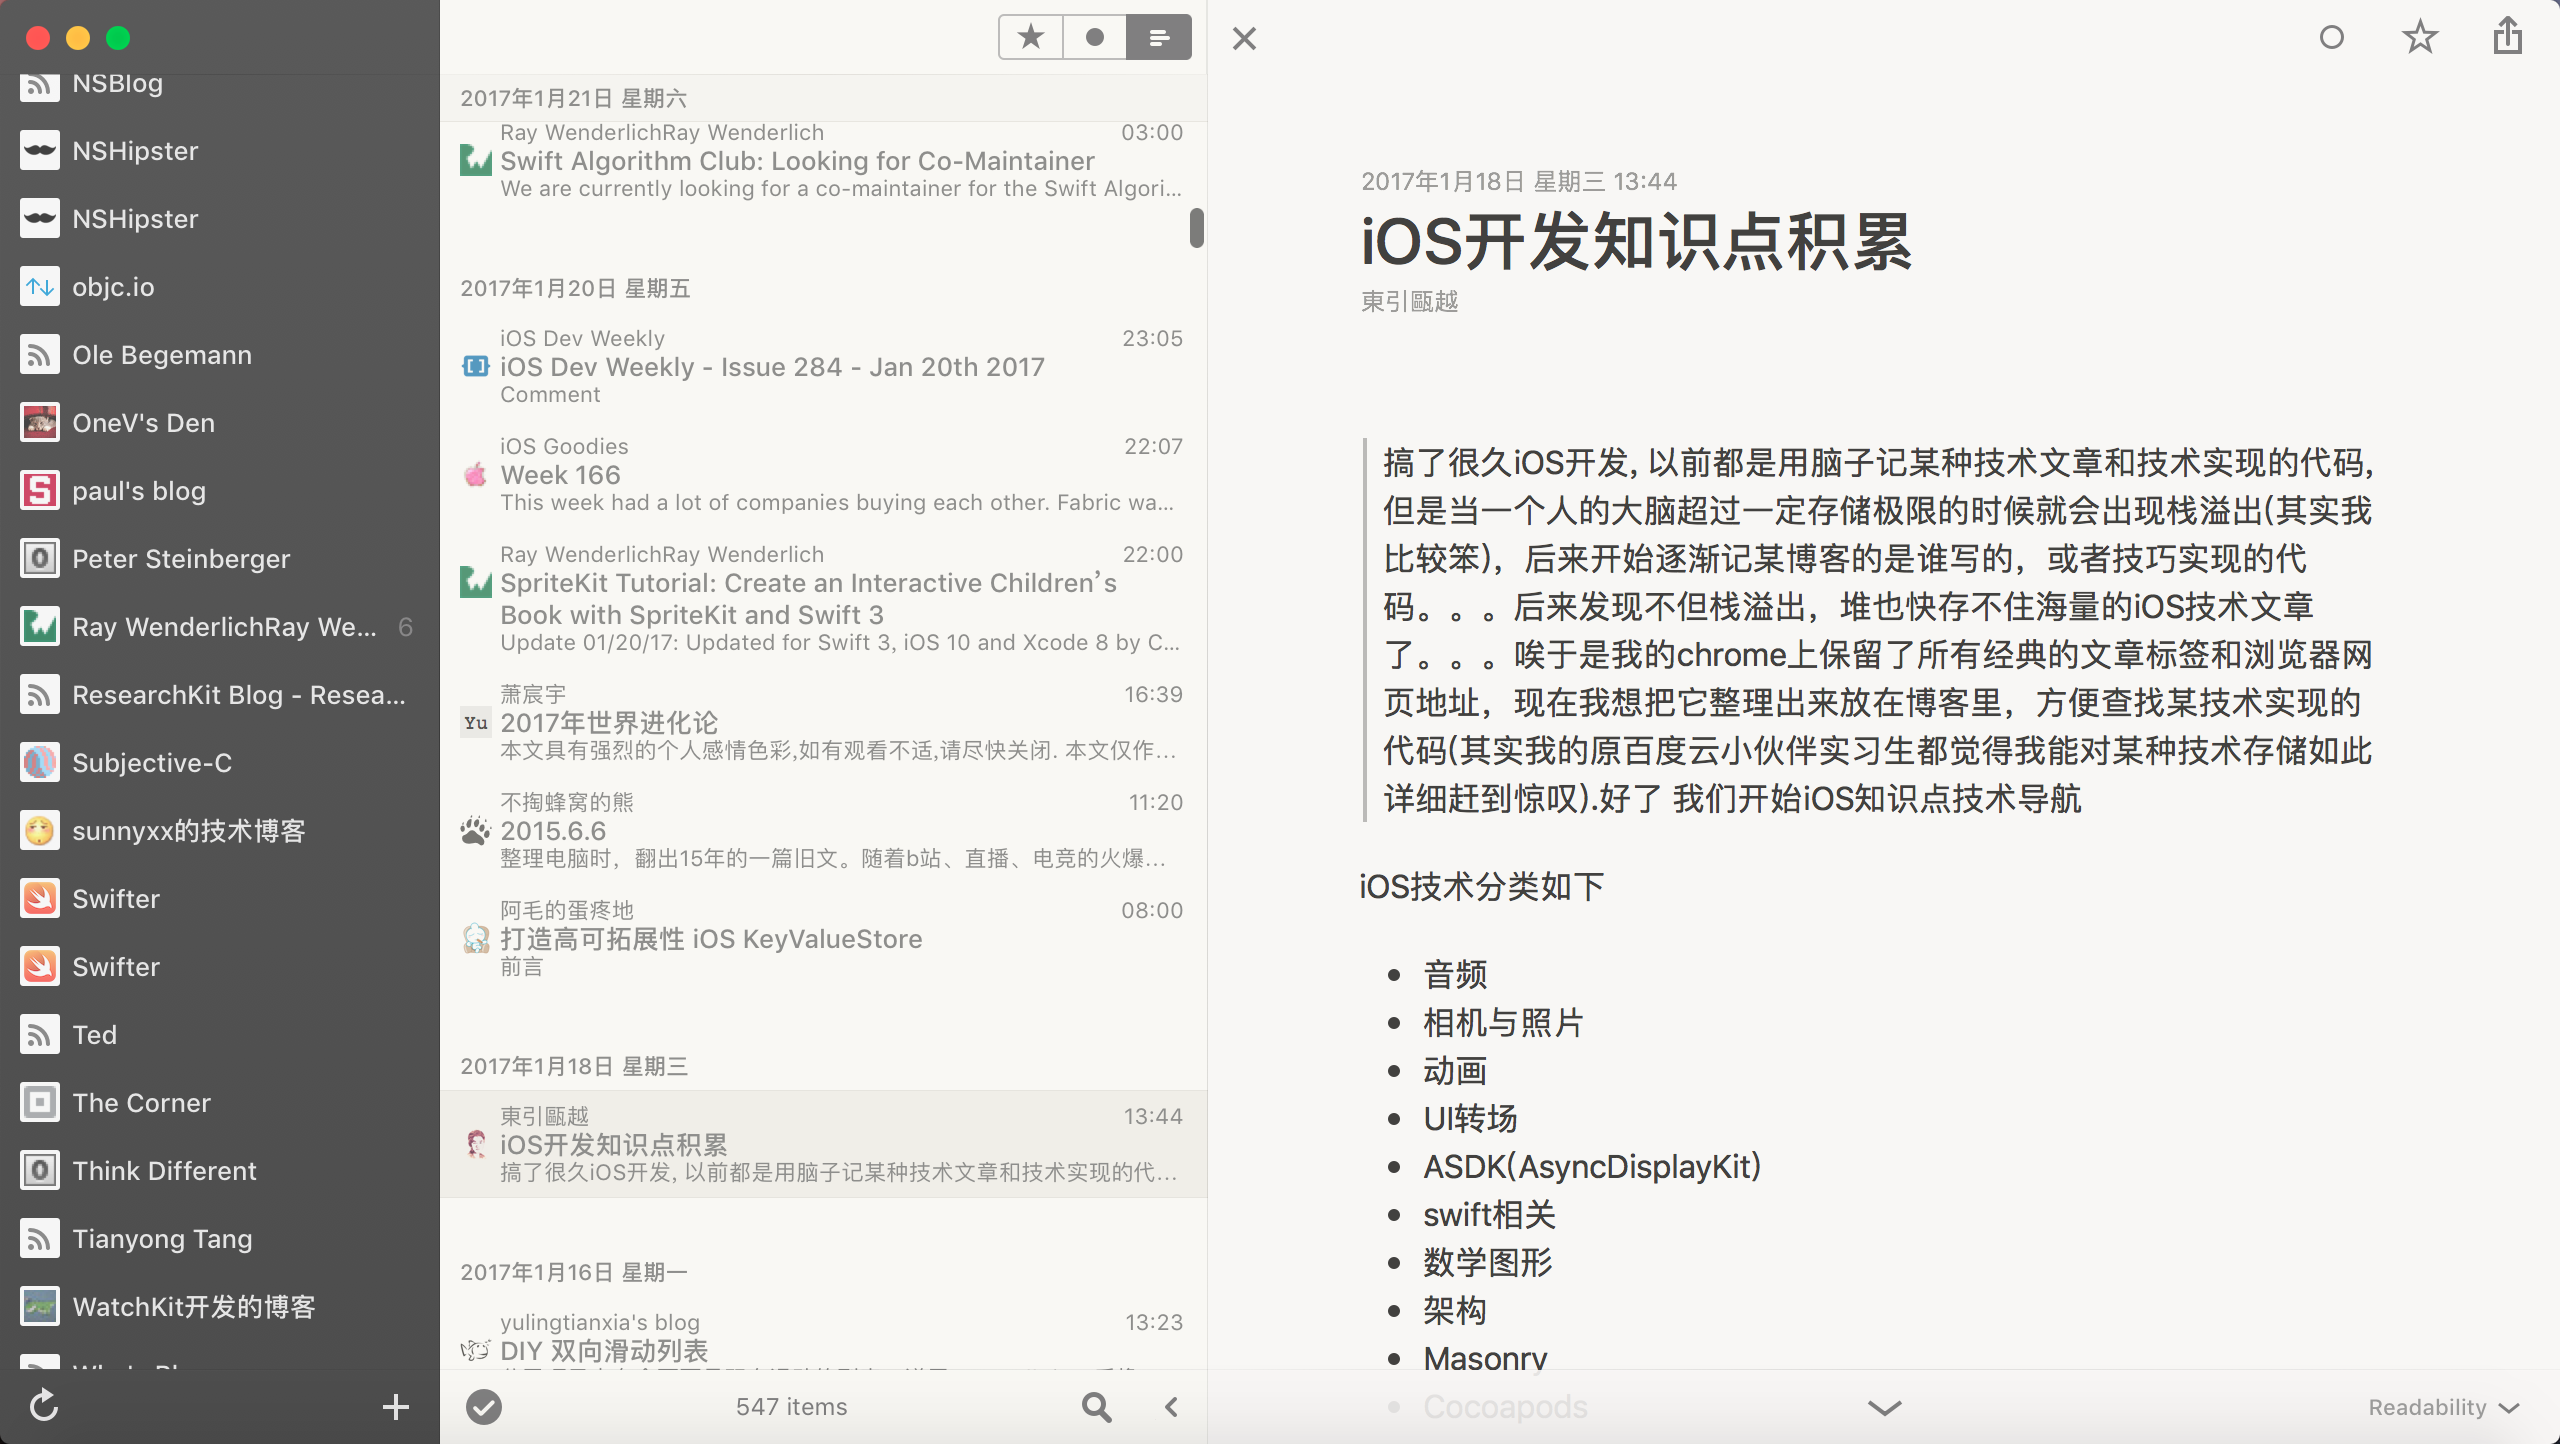 NSBlog
NSHipster
NSHipster
objc.io
Ole Begemann
OneV's Den
paul's blog
Peter Steinberger
Ray WenderlichRay We... 6
ResearchKit Blog - Resea...
Subjective-C
sunnyxx的技术博客
Swifter
Swifter
Ted
The Corner
Think Different
Tianyong Tang
WatchKit开发的博客
2017年1月21日 星期六
Ray WenderlichRay Wenderlich 03:00
Swift Algorithm Club: Looking for Co-Maintainer
We are currently looking for a co-maintainer for the Swift Algori...
2017年1月20日 星期五
iOS Dev Weekly 23:05
iOS Dev Weekly - Issue 284 - Jan 20th 2017
Comment
iOS Goodies 22:07
Week 166
This week had a lot of companies buying each other. Fabric wa...
Ray WenderlichRay Wenderlich 22:00
SpriteKit Tutorial: Create an Interactive Children’s
Book with SpriteKit and Swift 3
Update 01/20/17: Updated for Swift 3, iOS 10 and Xcode 8 by C...
萧宸宇 16:39
Yu 2017年世界进化论
本文具有强烈的个人感情色彩,如有观看不适,请尽快关闭. 本文仅作...
不掏蜂窝的熊 11:20
2015.6.6
整理电脑时，翻出15年的一篇旧文。随着b站、直播、电竞的火爆...
阿毛的蛋疼地 08:00
打造高可拓展性 iOS KeyValueStore
前言
2017年1月18日 星期三
東引甌越 13:44
iOS开发知识点积累
搞了很久iOS开发, 以前都是用脑子记某种技术文章和技术实现的代...
2017年1月16日 星期一
yulingtianxia's blog 13:23
DIY 双向滑动列表
547 items
2017年1月18日 星期三 13:44
iOS开发知识点积累
東引甌越
搞了很久iOS开发, 以前都是用脑子记某种技术文章和技术实现的代码,
但是当一个人的大脑超过一定存储极限的时候就会出现栈溢出(其实我
比较笨)，后来开始逐渐记某博客的是谁写的，或者技巧实现的代
码。。。后来发现不但栈溢出，堆也快存不住海量的iOS技术文章
了。。。唉于是我的chrome上保留了所有经典的文章标签和浏览器网
页地址，现在我想把它整理出来放在博客里，方便查找某技术实现的
代码(其实我的原百度云小伙伴实习生都觉得我能对某种技术存储如此
详细赶到惊叹).好了 我们开始iOS知识点技术导航
iOS技术分类如下
• 音频
• 相机与照片
• 动画
• UI转场
• ASDK(AsyncDisplayKit)
• swift相关
• 数学图形
• 架构
• Masonry
• Cocoapods
Readability